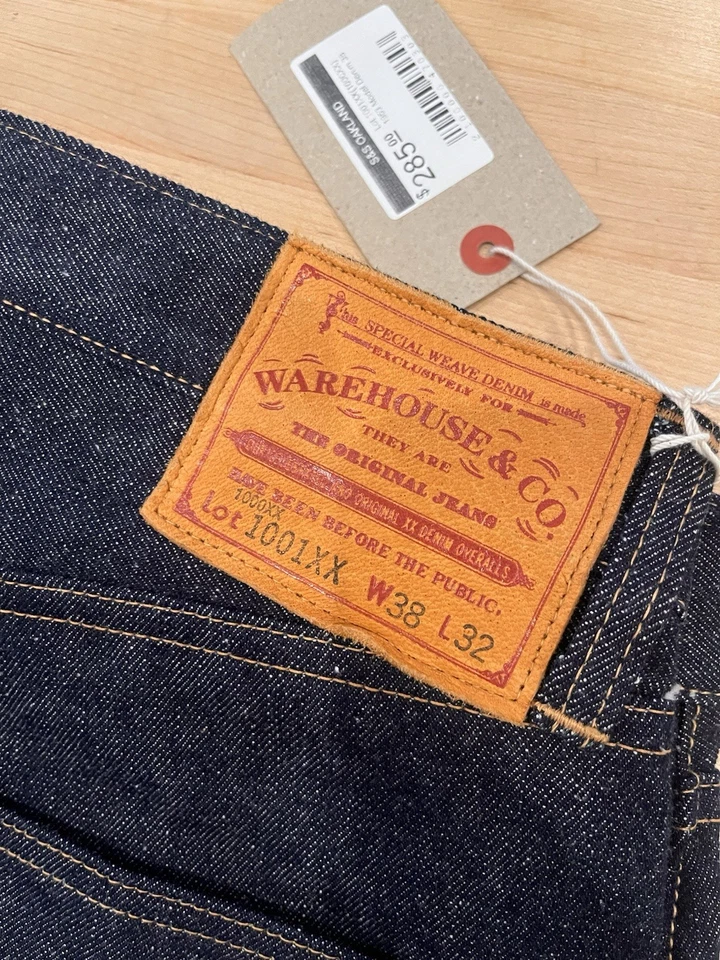 S&S OAKLAND
$285.00
This SPECIAL WEAVE DENIM is made
EXCLUSIVELY FOR
WAREHOUSE & CO.
THEY ARE
THE ORIGINAL JEANS
ORIGINAL XX DENIM OVERALLS
HAVE BEEN BEFORE THE PUBLIC.
1000XX
Lot 1001XX W38 L32